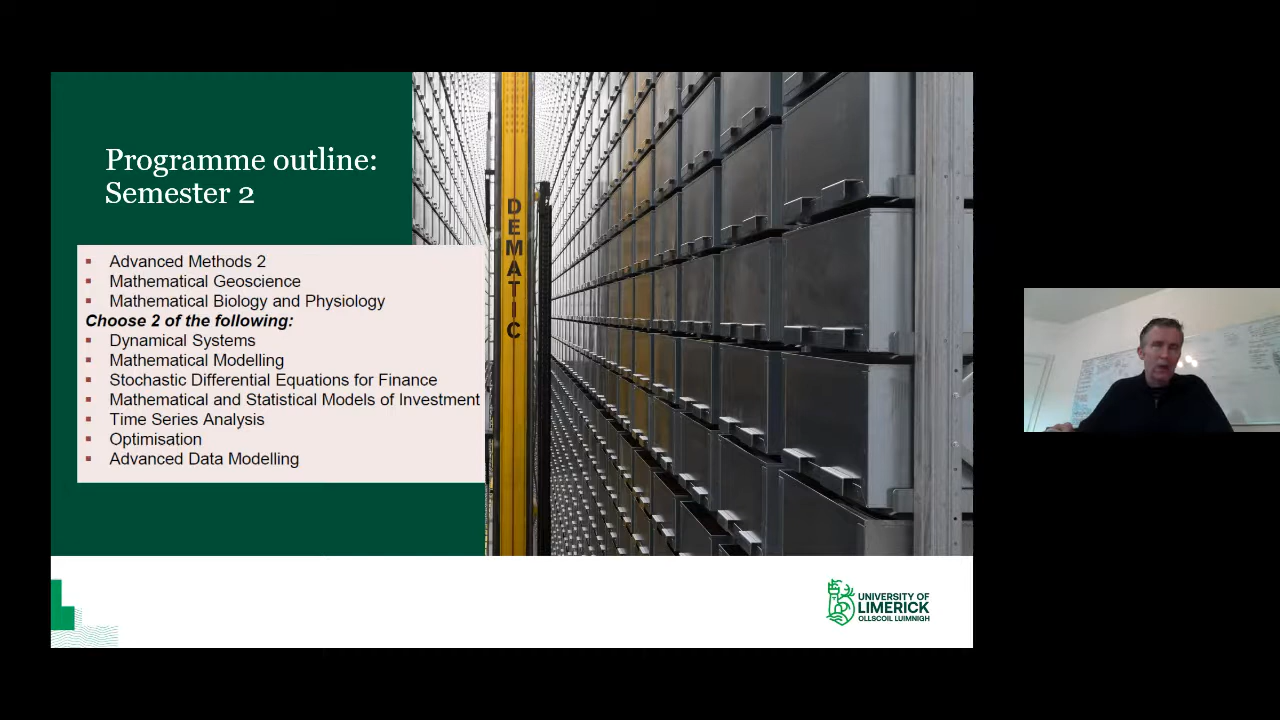 Programme outline:
Semester 2
Advanced Methods 2
Mathematical Geoscience
Mathematical Biology and Physiology
Choose 2 of the following:
Dynamical Systems
Mathematical Modelling
Stochastic Differential Equations for Finance
Mathematical and Statistical Models of Investment
Time Series Analysis
Optimisation
Advanced Data Modelling
DEMATIC
UNIVERSITY OF
LIMERICK
OLLSCOIL LUIMNIGH